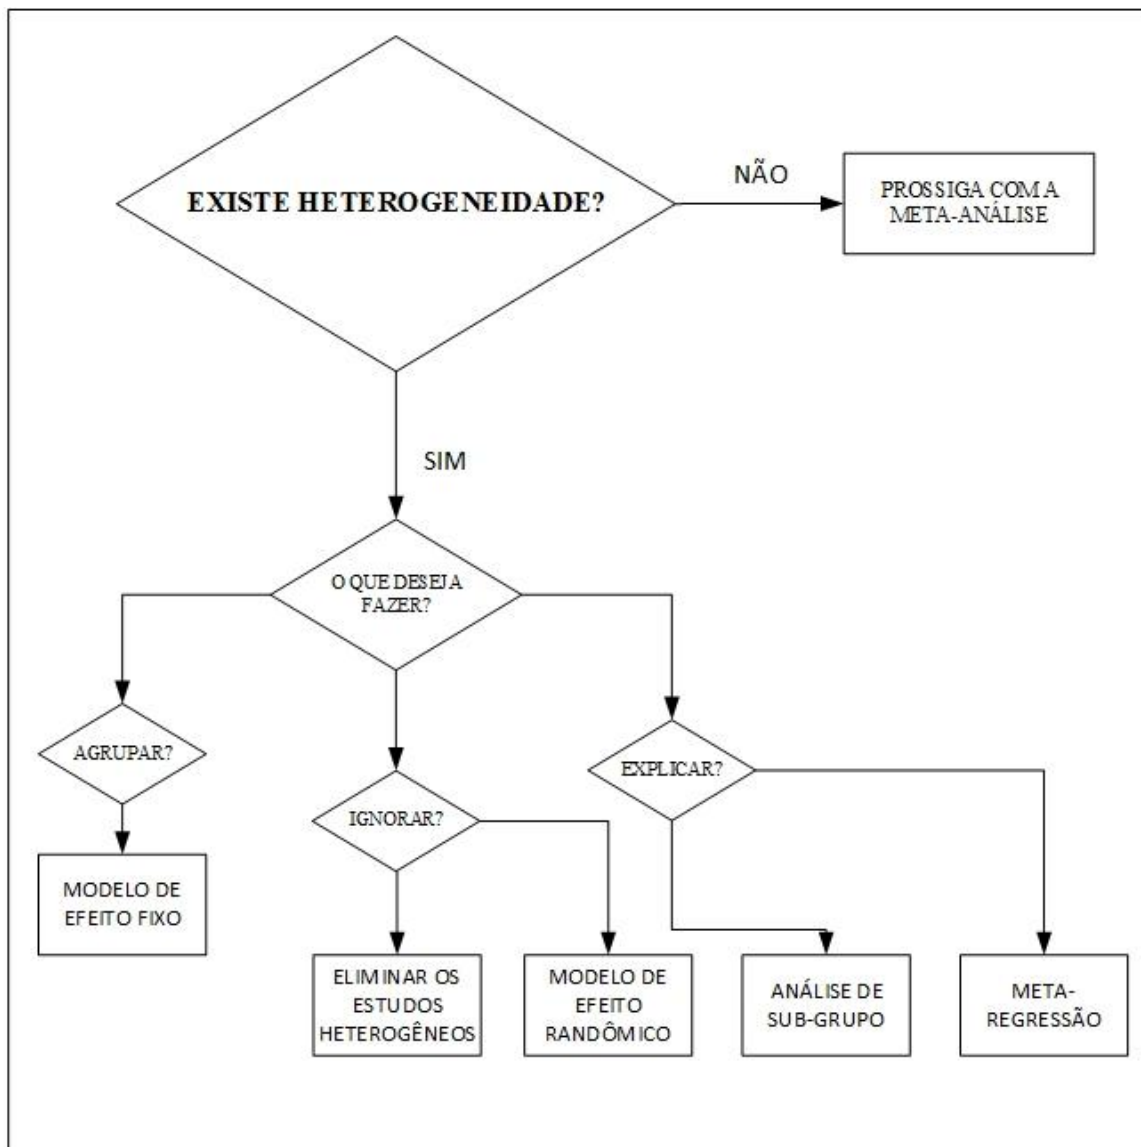 EXISTE HETEROGENEIDADE?
NÃO
PROSSIGA COM A
META-ANÁLISE
SIM
O QUE DESEJA
FAZER?
AGRUPAR?
MODELO DE
EFEITO FIXO
IGNORAR?
ELIMINAR OS
ESTUDOS
HETEROGÊNEOS
MODELO DE
EFEITO
RANDÔMICO
EXPLICAR?
ANÁLISE DE
SUB-GRUPO
META-
REGRESSÃO